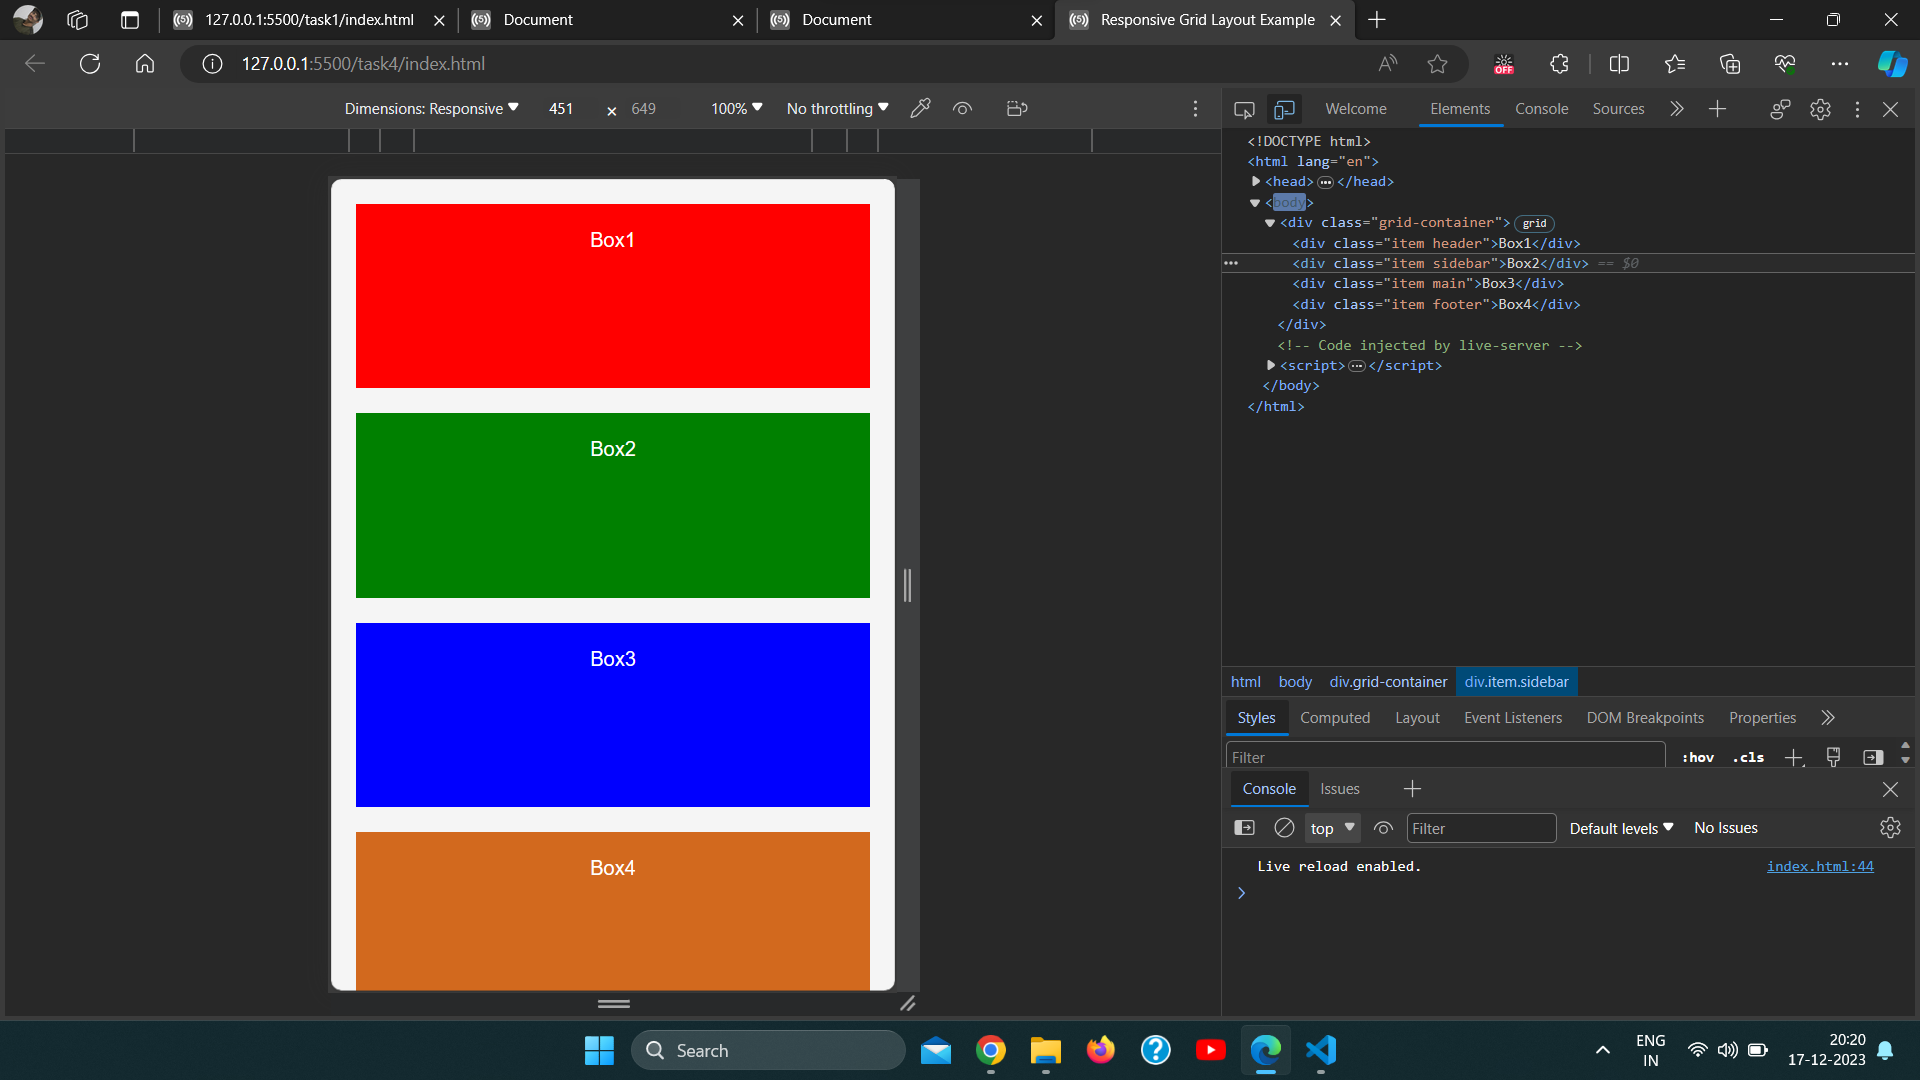 127.0.0.1:5500/task1/index.html
Document
Document
Responsive Grid Layout Example
127.0.0.1:5500/task4/index.html
OFF
Dimensions: Responsive 451 × 649 100% No throttling
Welcome Elements Console Sources
<!DOCTYPE html>
<html lang="en">
<head>…</head>
<body>
<div class="grid-container"> grid
<div class="item header">Box1</div>
<div class="item sidebar">Box2</div> == $0
<div class="item main">Box3</div>
<div class="item footer">Box4</div>
</div>
<!-- Code injected by live-server -->
<script>…</script>
</body>
</html>
Box1
Box2
Box3
Box4
html body div.grid-container div.item.sidebar
Styles Computed Layout Event Listeners DOM Breakpoints Properties
Filter :hov .cls
Console Issues
top Filter Default levels No Issues
Live reload enabled. index.html:44
Search
ENG
IN
20:20
17-12-2023